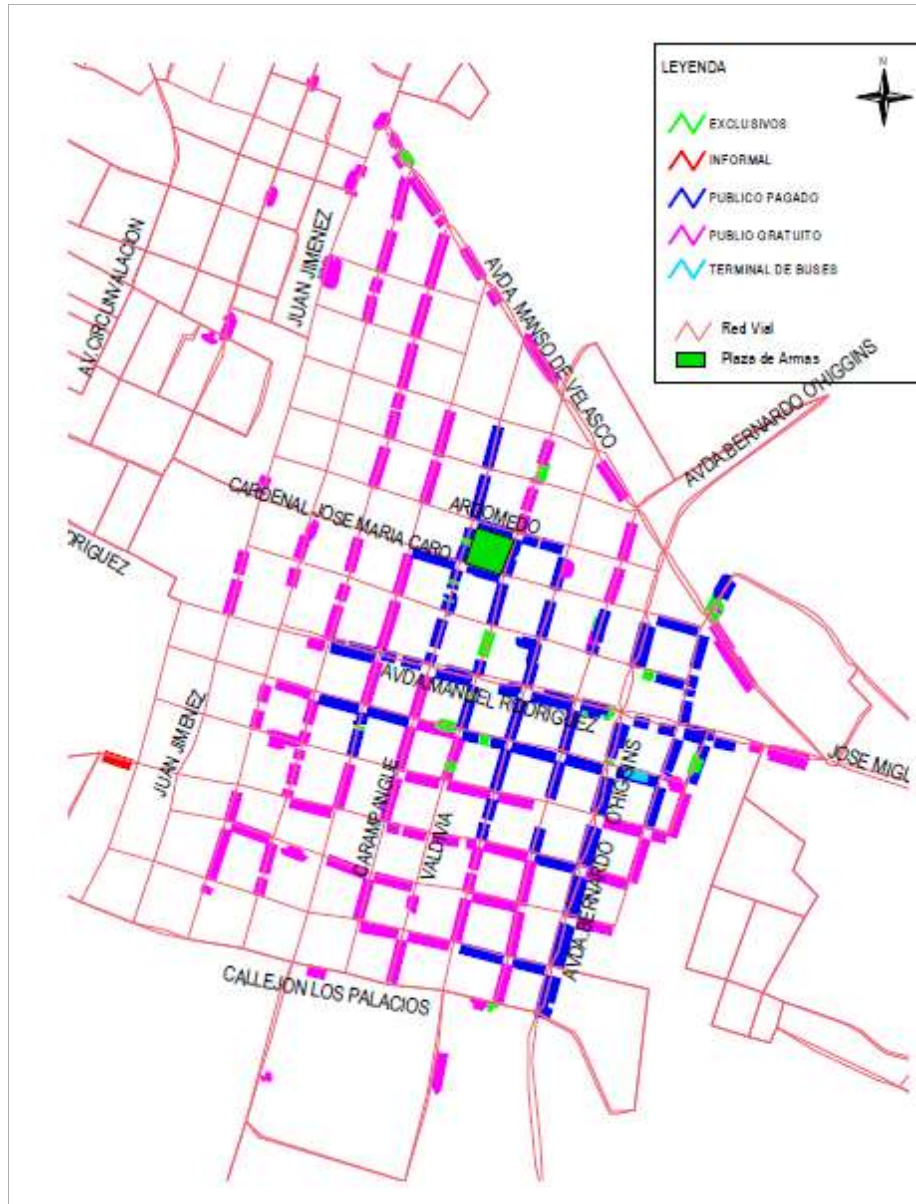 LEYENDA
N
EXCLUSIVOS
INFORMAL
PUBLICO PAGADO
PUBLIO GRATUITO
TERMINAL DE BUSES
Red Vial
Plaza de Armas
AV.CIRCUNVALACION
JUAN JIMENEZ
AVDA. MANSO DE VELASCO
AVDA.BERNARDO O'HIGGINS
CARDENAL JOSE MARIA CARO
ARGOMEDO
ORIGUEZ
AVDA.MANUEL RODRIGUEZ
JUAN JIMENEZ
CARAMPANGUE
VALDIVIA
AVDA.BERNARDO O'HIGGINS
JOSE MIGU
CALLEJON LOS PALACIOS